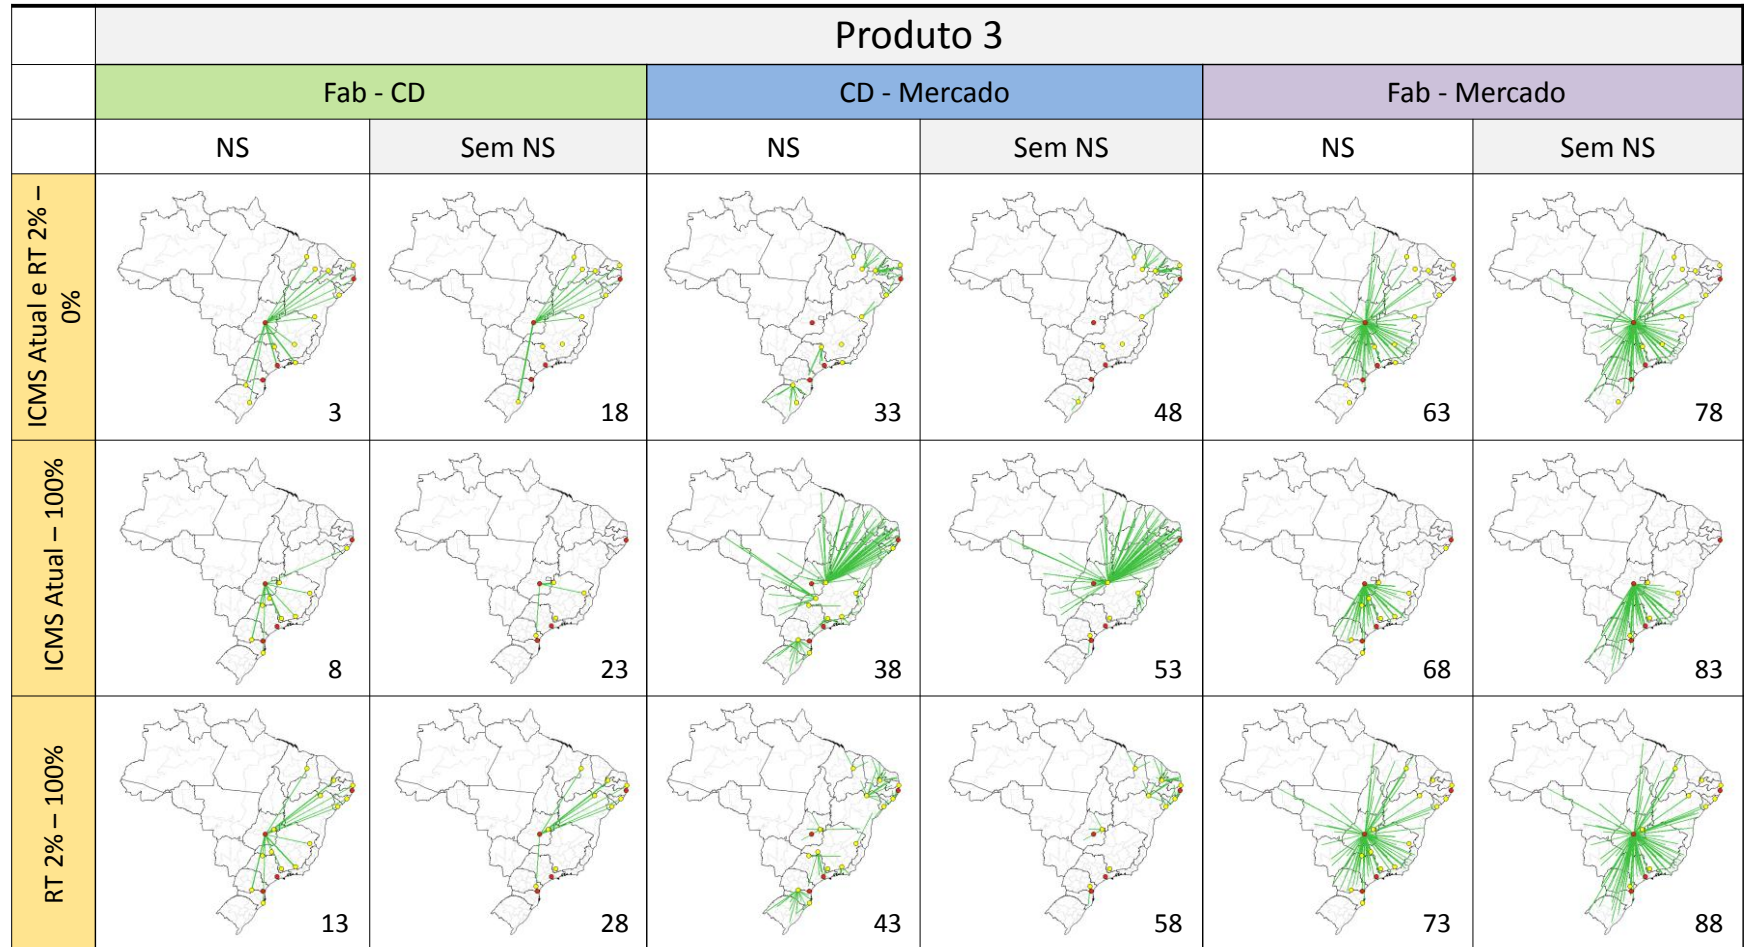 Produto 3
Fab - CD
CD - Mercado
Fab - Mercado
NS
Sem NS
NS
Sem NS
NS
Sem NS
ICMS Atual e RT 2% –
0%
3
18
33
48
63
78
ICMS Atual – 100%
8
23
38
53
68
83
RT 2% – 100%
13
28
43
58
73
88